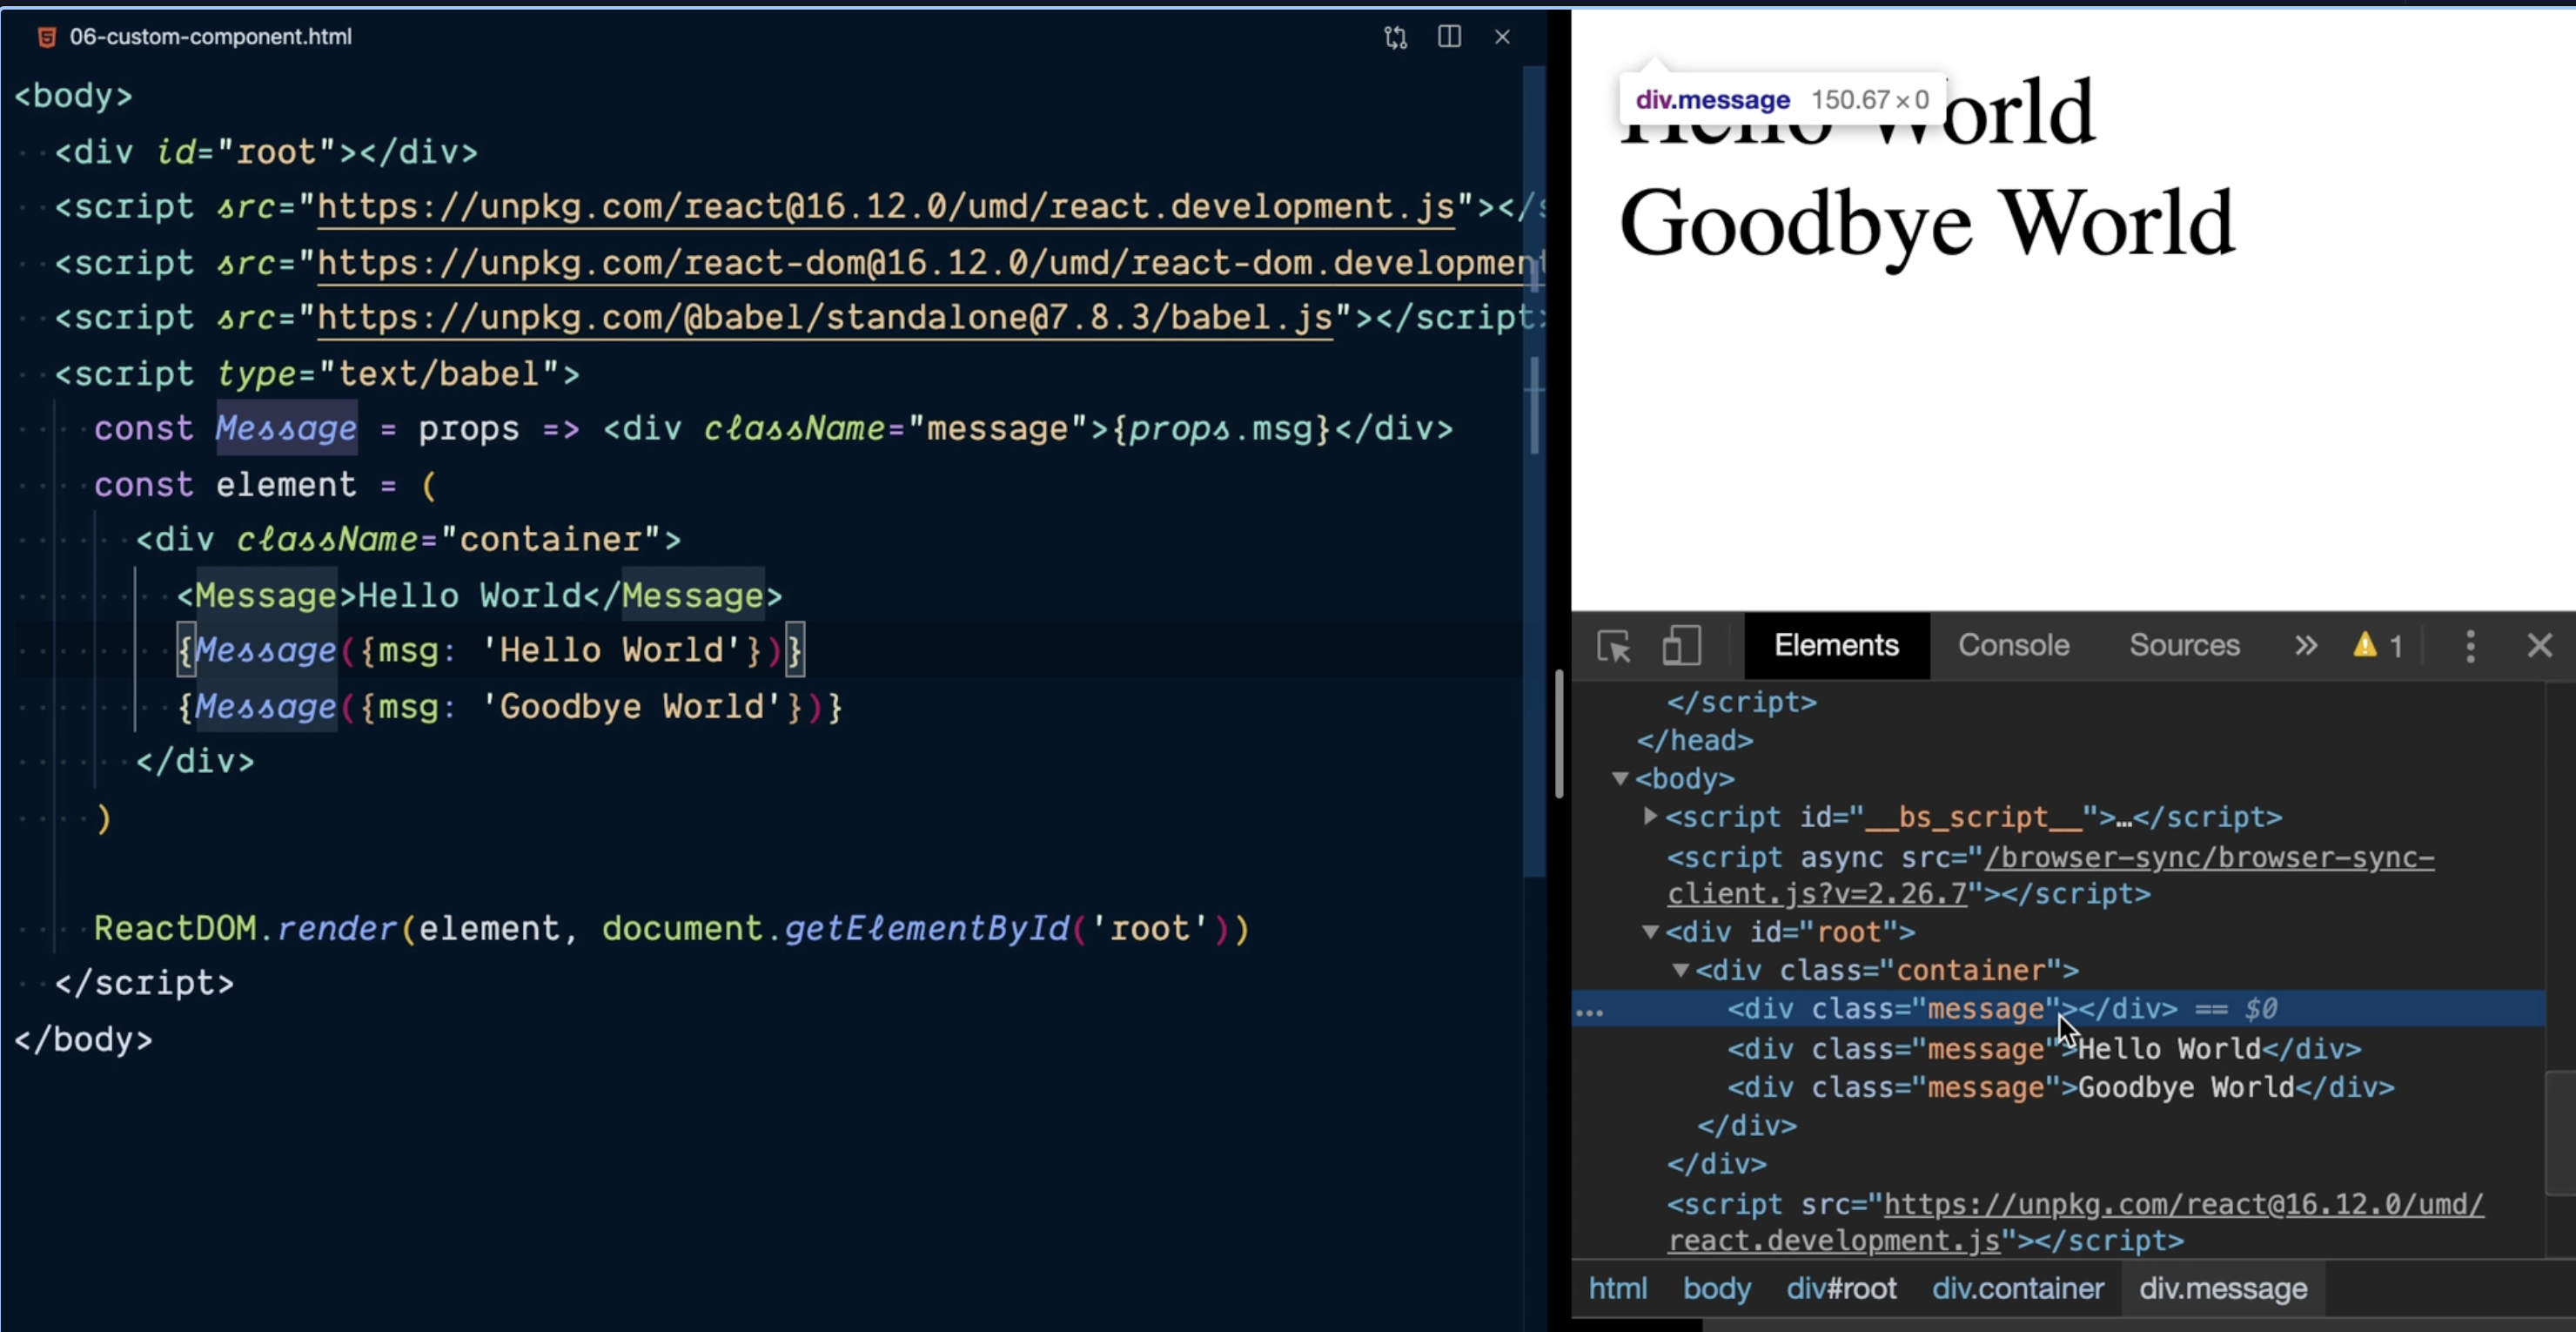 06-custom-component.html
<body>
<div id="root"></div>
<script src="https://unpkg.com/react@16.12.0/umd/react.development.js"></s
<script src="https://unpkg.com/react-dom@16.12.0/umd/react-dom.development
<script src="https://unpkg.com/@babel/standalone@7.8.3/babel.js"></script>
<script type="text/babel">
const Message = props => <div className="message">{props.msg}</div>
const element = (
<div className="container">
<Message>Hello World</Message>
{Message({msg: 'Hello World'})}
{Message({msg: 'Goodbye World'})}
</div>
)
ReactDOM.render(element, document.getElementById('root'))
</script>
</body>
div.message 150.67×0
Hello World
Goodbye World
Elements Console Sources » 1
</script>
</head>
<body>
<script id="__bs_script__">…</script>
<script async src="/browser-sync/browser-sync-
client.js?v=2.26.7"></script>
<div id="root">
<div class="container">
<div class="message"></div> == $0
<div class="message">Hello World</div>
<div class="message">Goodbye World</div>
</div>
</div>
<script src="https://unpkg.com/react@16.12.0/umd/
react.development.js"></script>
html body div#root div.container div.message